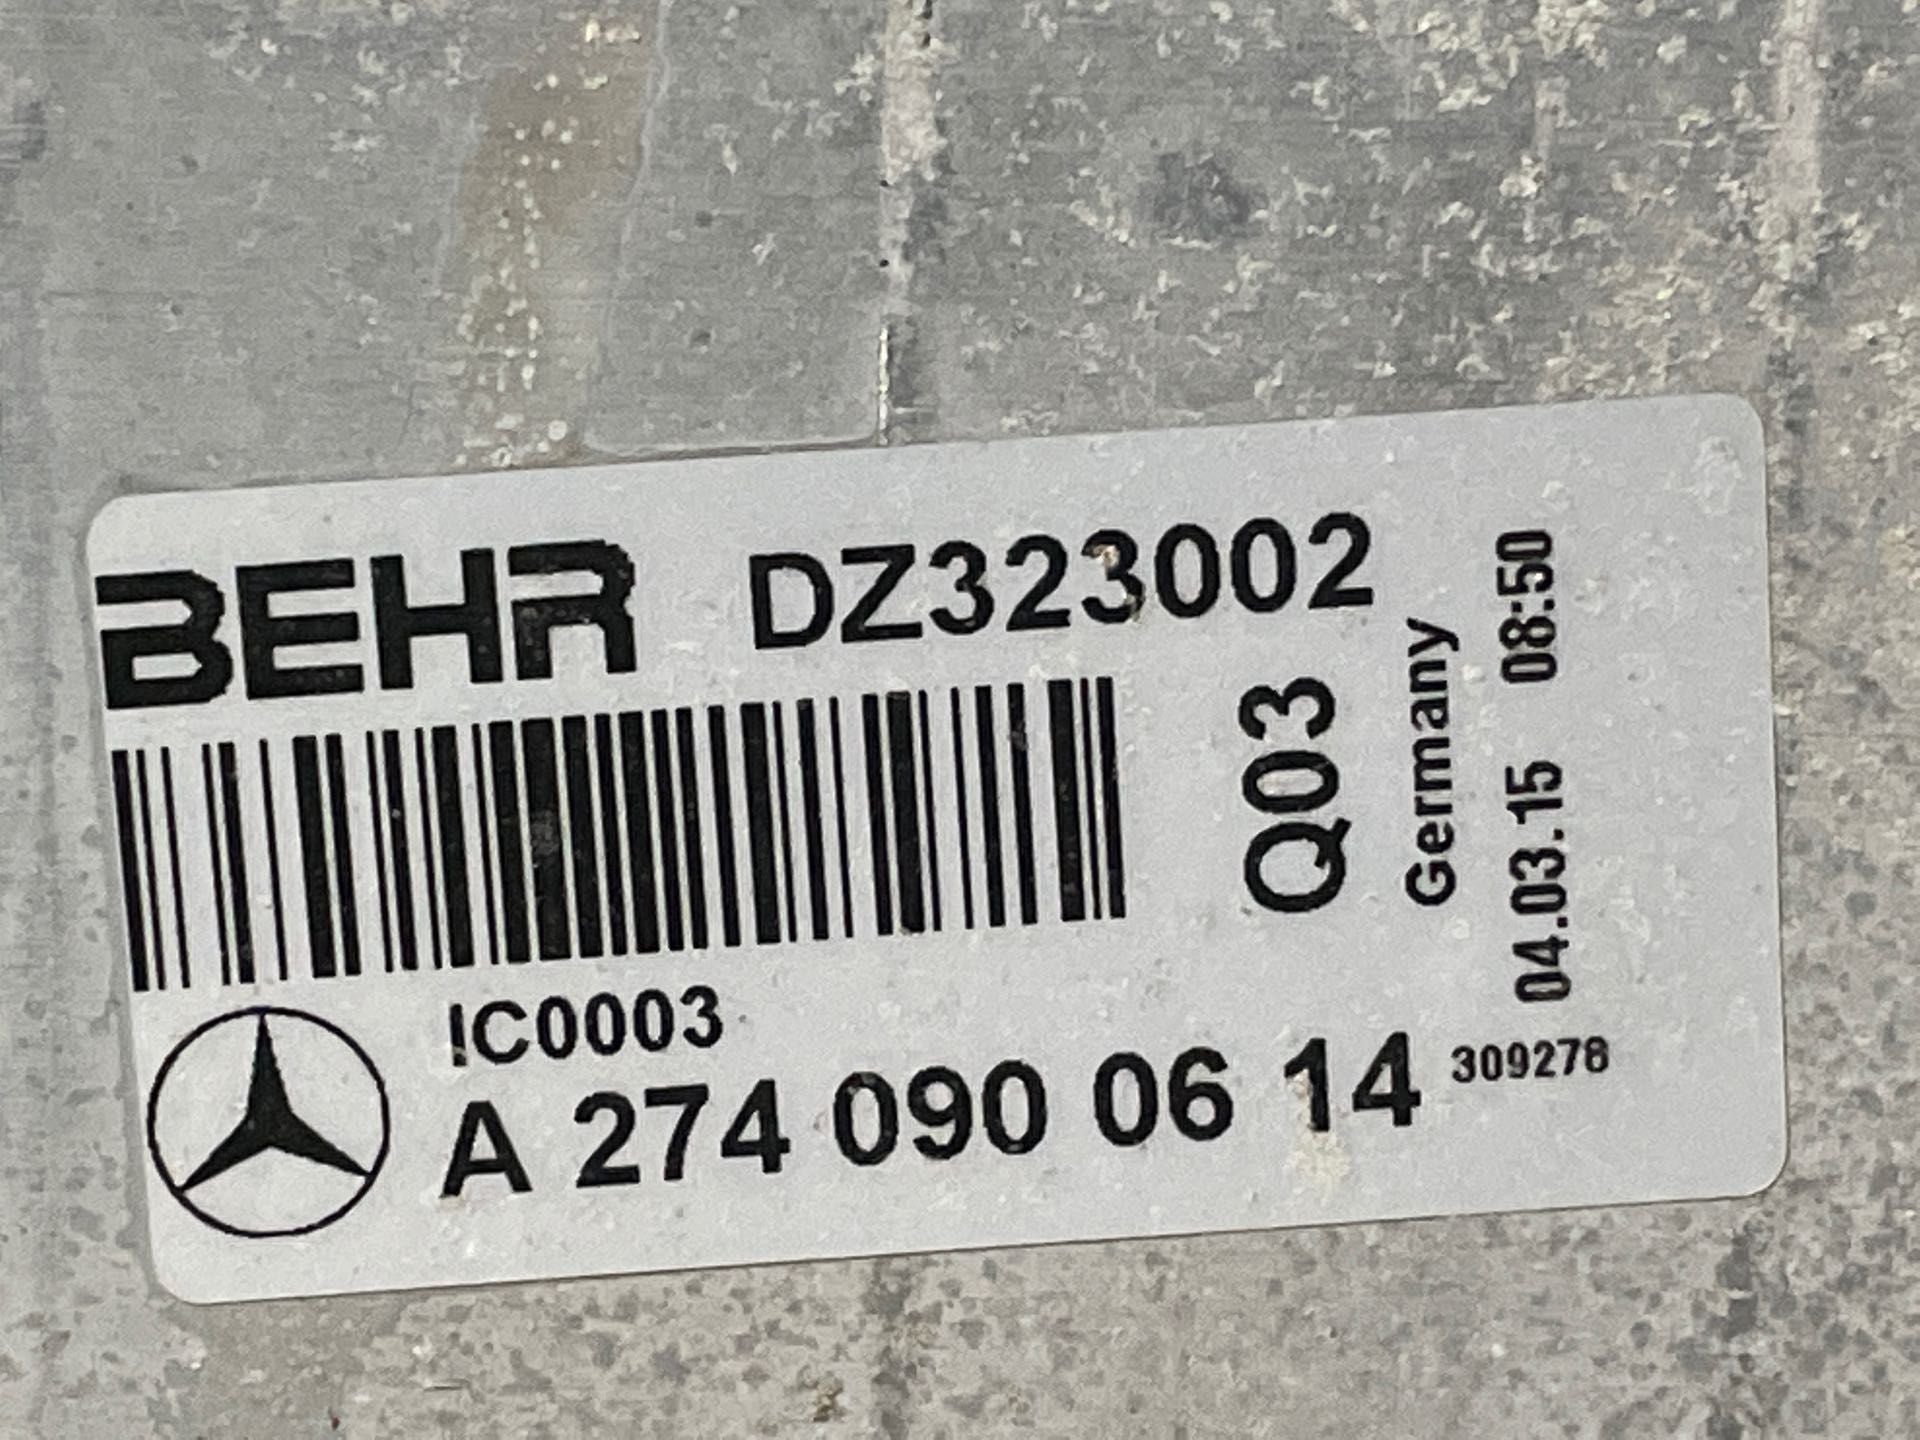 BEHR DZ323002
IC0003
A 274 090 06 14 309278
Q03
Germany
04.03.15 08:50